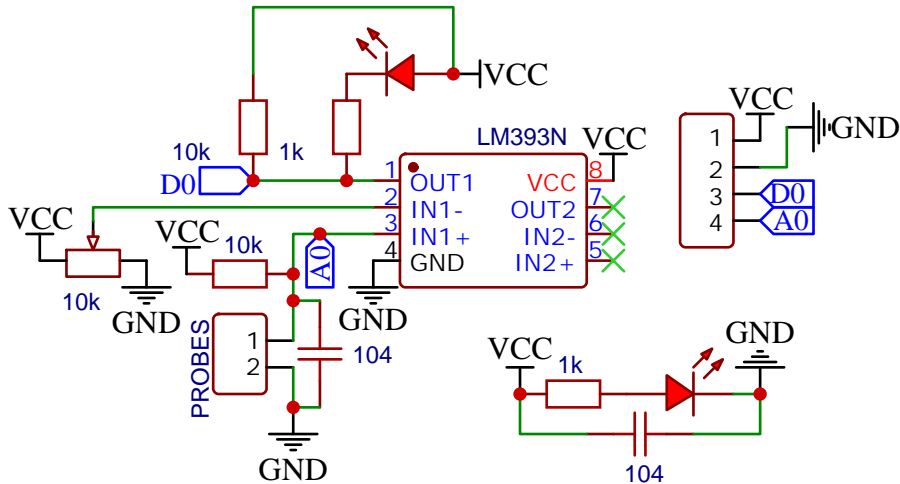 VCC
LM393N
VCC
VCC
GND
10k
1k
D0
1
OUT1
VCC
8
2
IN1-
OUT2
7
3
IN1+
IN2-
6
4
GND
IN2+
5
1
2
3
4
D0
A0
VCC
10k
GND
VCC
10k
A0
GND
PROBES
1
2
104
GND
VCC
1k
GND
104